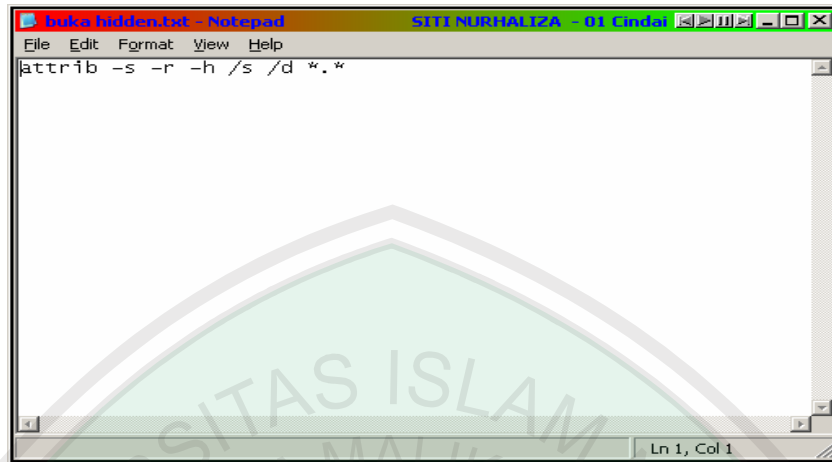 buka hidden.txt - Notepad SITI NURHALIZA - 01 Cindai
File Edit Format View Help
attrib -s -r -h /s /d *.*
SITAS ISLAM
MALIK
Ln 1, Col 1